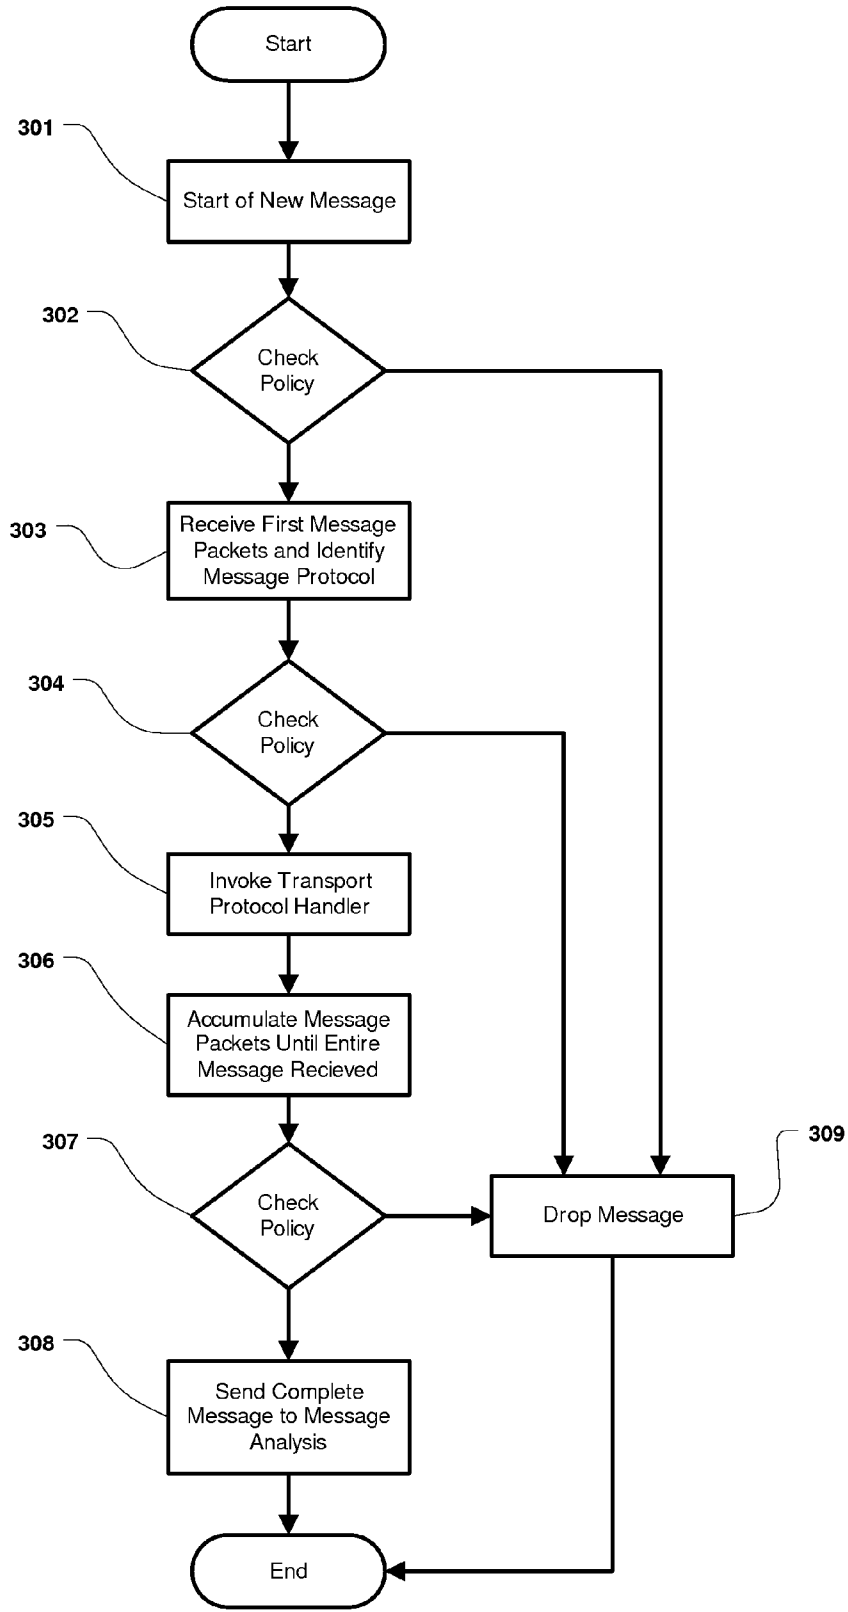 Start
301
Start of New Message
302
Check
Policy
303
Receive First Message
Packets and Identify
Message Protocol
304
Check
Policy
305
Invoke Transport
Protocol Handler
306
Accumulate Message
Packets Until Entire
Message Recieved
307
Check
Policy
309
Drop Message
308
Send Complete
Message to Message
Analysis
End